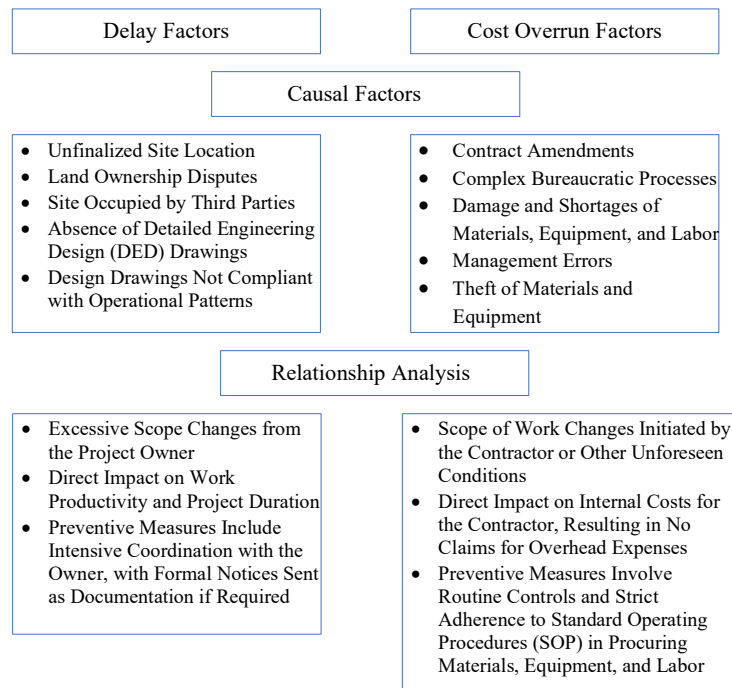 Delay Factors
Cost Overrun Factors
Causal Factors
• Unfinalized Site Location
• Land Ownership Disputes
• Site Occupied by Third Parties
• Absence of Detailed Engineering
Design (DED) Drawings
• Design Drawings Not Compliant
with Operational Patterns
• Contract Amendments
• Complex Bureaucratic Processes
• Damage and Shortages of
Materials, Equipment, and Labor
• Management Errors
• Theft of Materials and
Equipment
Relationship Analysis
• Excessive Scope Changes from
the Project Owner
• Direct Impact on Work
Productivity and Project Duration
• Preventive Measures Include
Intensive Coordination with the
Owner, with Formal Notices Sent
as Documentation if Required
• Scope of Work Changes Initiated by
the Contractor or Other Unforeseen
Conditions
• Direct Impact on Internal Costs for
the Contractor, Resulting in No
Claims for Overhead Expenses
• Preventive Measures Involve
Routine Controls and Strict
Adherence to Standard Operating
Procedures (SOP) in Procuring
Materials, Equipment, and Labor